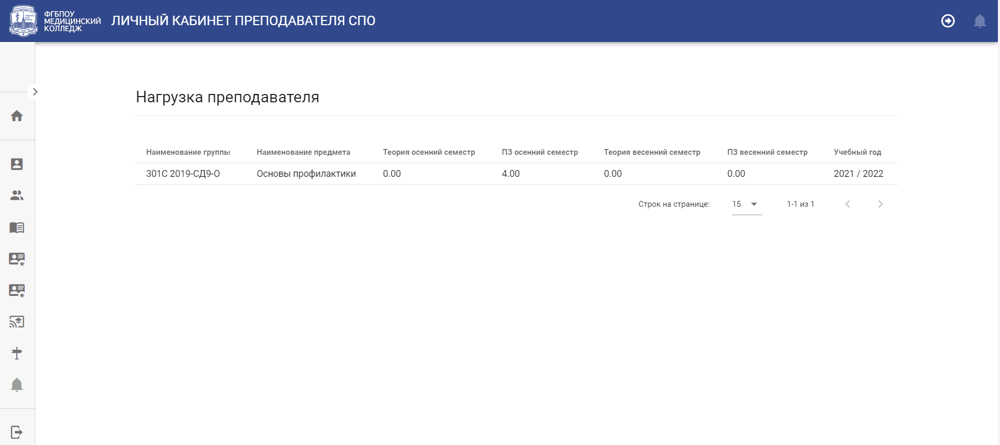 ФГБПОУ
МЕДИЦИНСКИЙ
КОЛЛЕДЖ
ЛИЧНЫЙ КАБИНЕТ ПРЕПОДАВАТЕЛЯ СПО
Нагрузка преподавателя
Наименование группы Наименование предмета Теория осенний семестр ПЗ осенний семестр Теория весенний семестр ПЗ весенний семестр Учебный год
301С 2019-СД9-О Основы профилактики 0.00 4.00 0.00 0.00 2021 / 2022
Строк на странице: 15 1-1 из 1